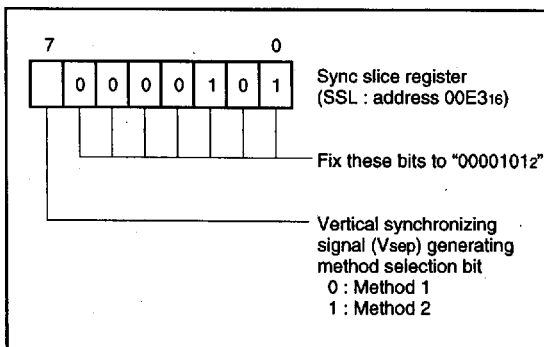 7 0
0 0 0 0 1 0 1
Sync slice register
(SSL : address 00E316)
Fix these bits to “00001012”
Vertical synchronizing
signal (Vsep) generating
method selection bit
0 : Method 1
1 : Method 2